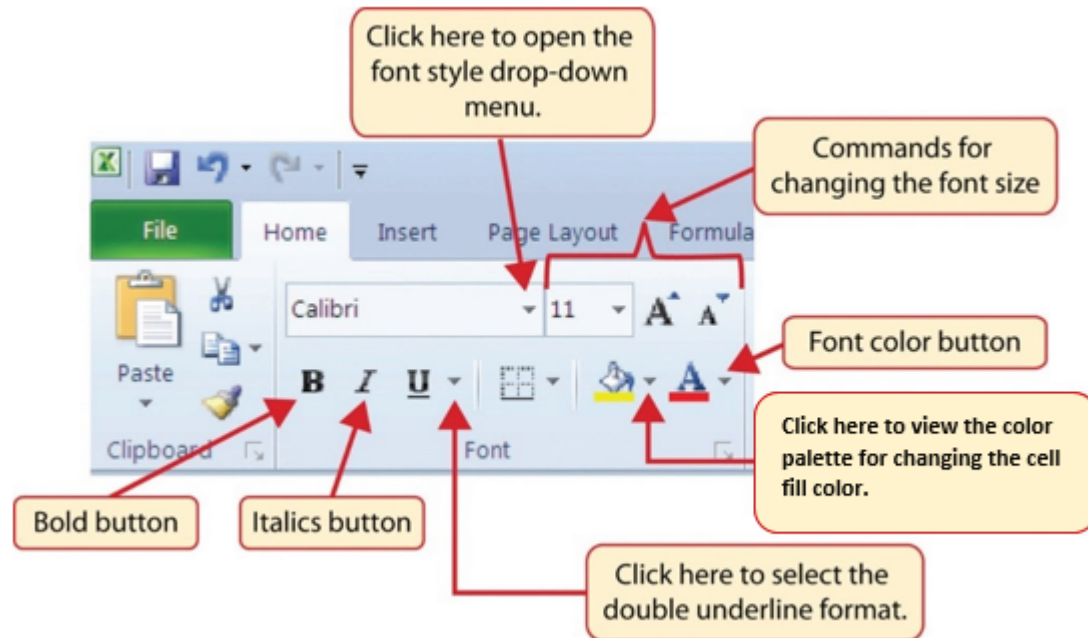 Click here to open the
font style drop-down
menu.
Commands for
changing the font size
File
Home
Insert
Page Layout
Formula
Calibri
11
A
A
Paste
B
I
U
A
Font color button
Click here to view the color
palette for changing the cell
fill color.
Clipboard
Font
Bold button
Italics button
Click here to select the
double underline format.